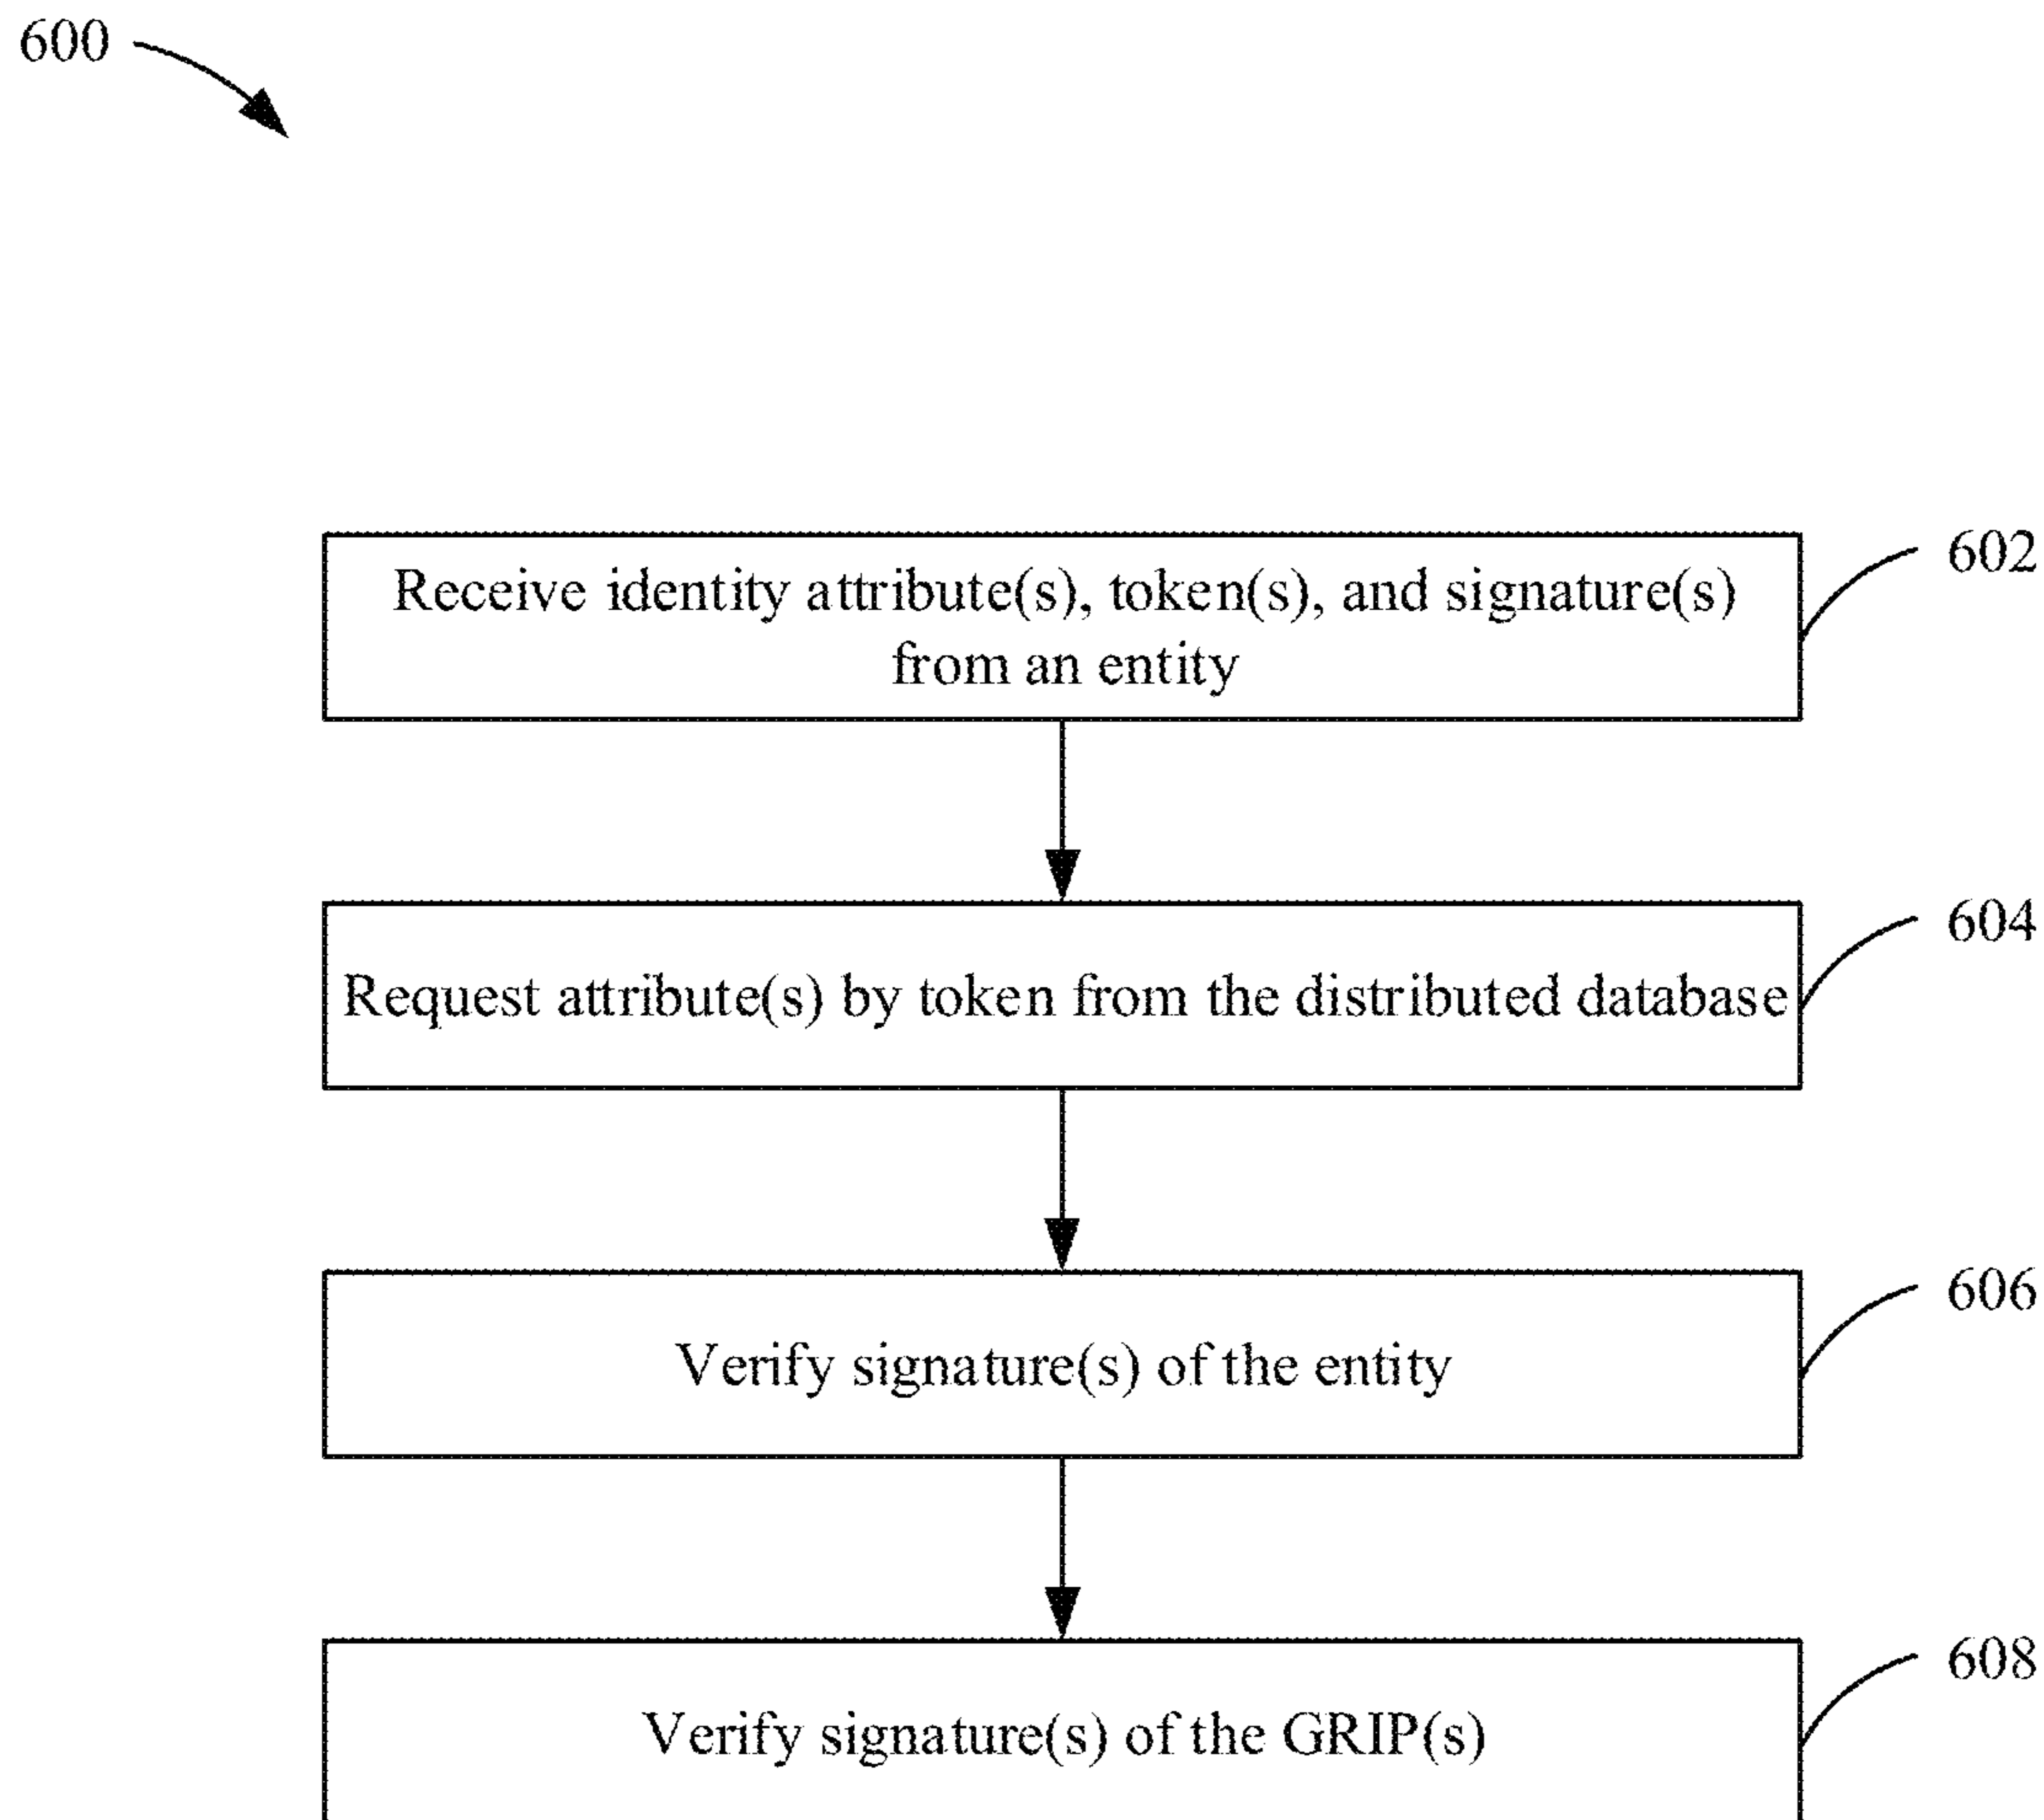 600
Receive identity attribute(s), token(s), and signature(s)
from an entity
602
Request attribute(s) by token from the distributed database
604
Verify signature(s) of the entity
606
Verify signature(s) of the GRIP(s)
608